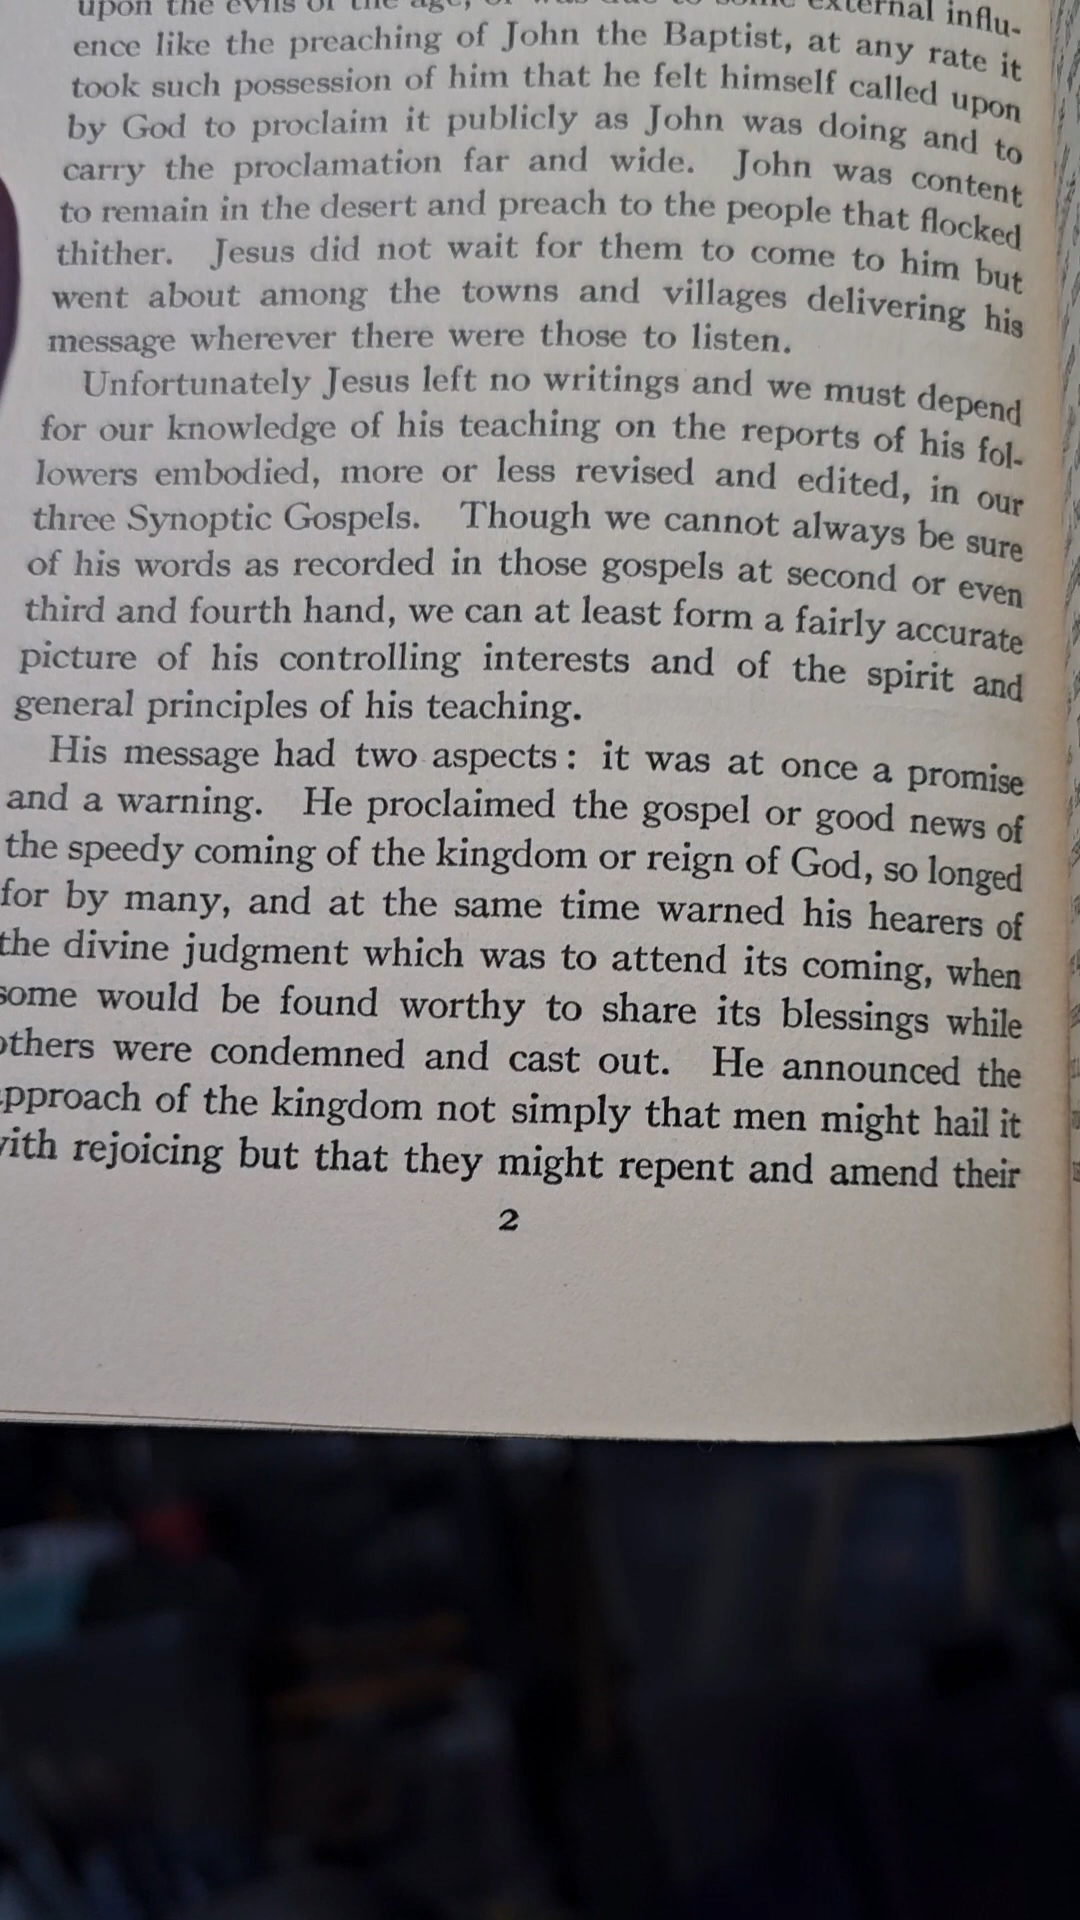 upon the evils of the age, or was due to some external influ-
ence like the preaching of John the Baptist, at any rate it
took such possession of him that he felt himself called upon
by God to proclaim it publicly as John was doing and to
carry the proclamation far and wide. John was content
to remain in the desert and preach to the people that flocked
thither. Jesus did not wait for them to come to him but
went about among the towns and villages delivering his
message wherever there were those to listen.
Unfortunately Jesus left no writings and we must depend
for our knowledge of his teaching on the reports of his fol-
lowers embodied, more or less revised and edited, in our
three Synoptic Gospels. Though we cannot always be sure
of his words as recorded in those gospels at second or even
third and fourth hand, we can at least form a fairly accurate
picture of his controlling interests and of the spirit and
general principles of his teaching.
His message had two aspects: it was at once a promise
and a warning. He proclaimed the gospel or good news of
the speedy coming of the kingdom or reign of God, so longed
for by many, and at the same time warned his hearers of
the divine judgment which was to attend its coming, when
some would be found worthy to share its blessings while
others were condemned and cast out. He announced the
pproach of the kingdom not simply that men might hail it
ith rejoicing but that they might repent and amend their
2